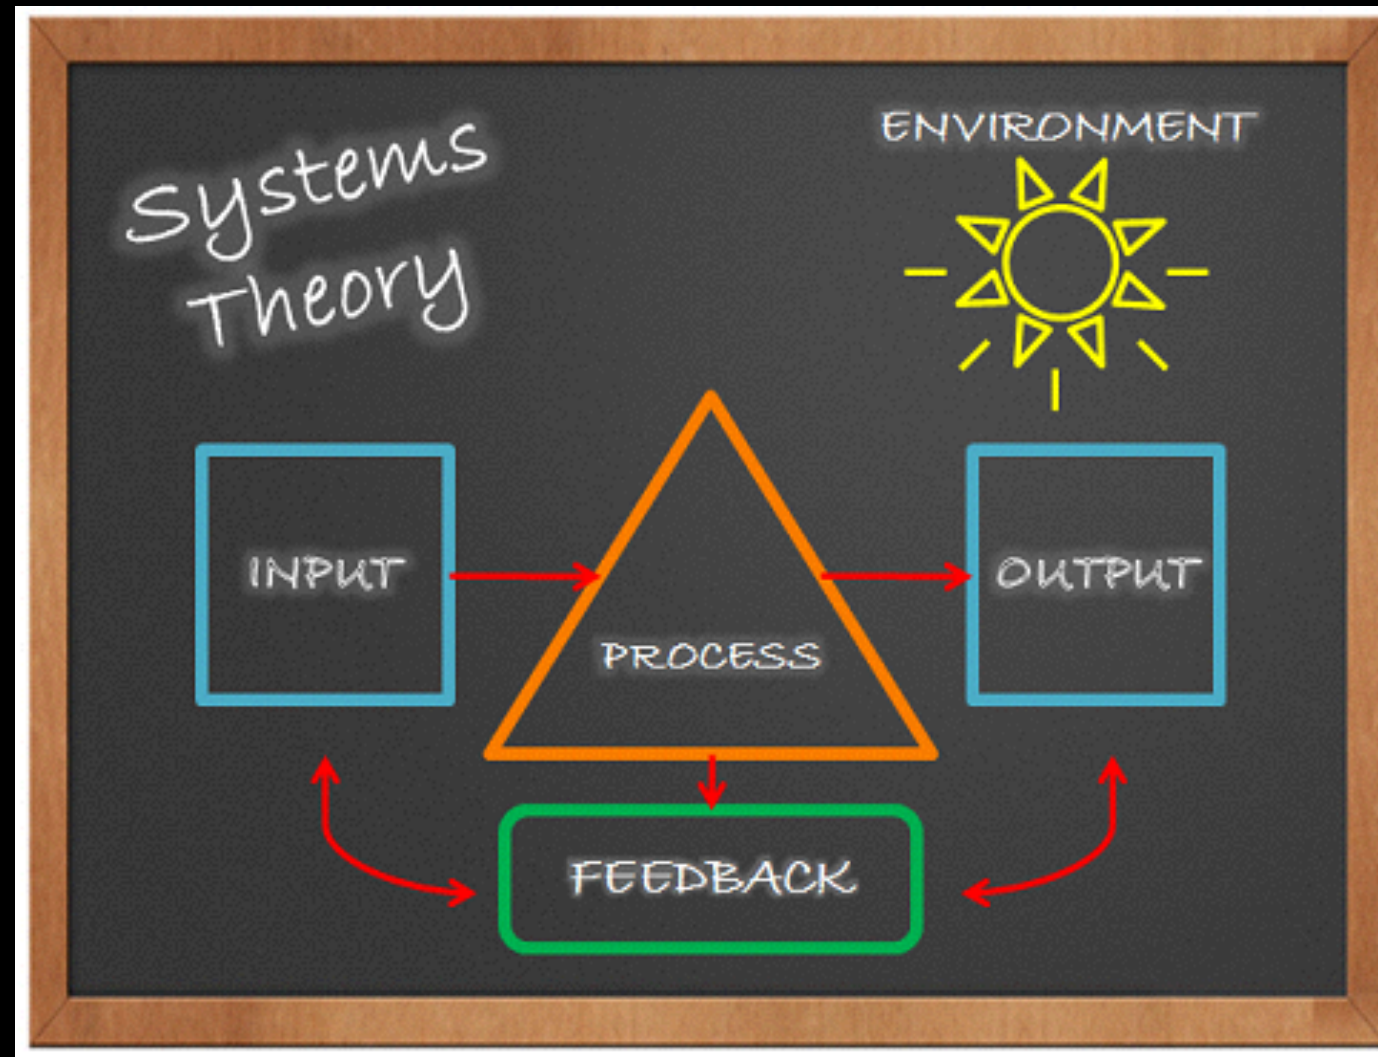 Systems
Theory
ENVIRONMENT
INPUT
PROCESS
OUTPUT
FEEDBACK